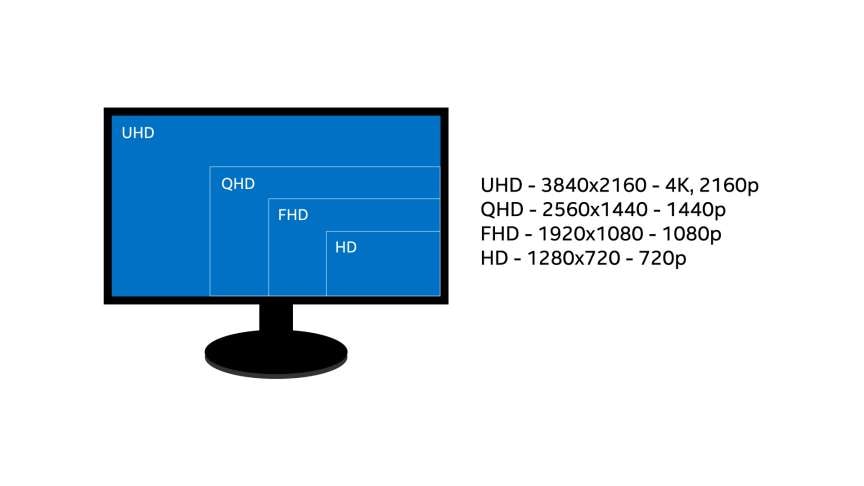 UHD
QHD
FHD
HD
UHD - 3840x2160 - 4K, 2160p
QHD - 2560x1440 - 1440p
FHD - 1920x1080 - 1080p
HD - 1280x720 - 720p